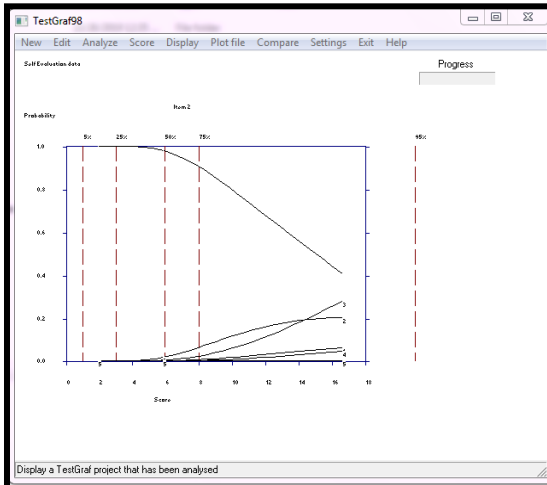 TestGraf98
New Edit Analyze Score Display Plot file Compare Settings Exit Help
Self Evaluation data
Progress
Item 2
Probability
5% 25% 50% 75% 95%
1.0
0.8
0.6
0.4
3
2
0.2
4
0.0
5 5 5
0 2 4 6 8 10 12 14 16 18
Score
Display a TestGraf project that has been analysed